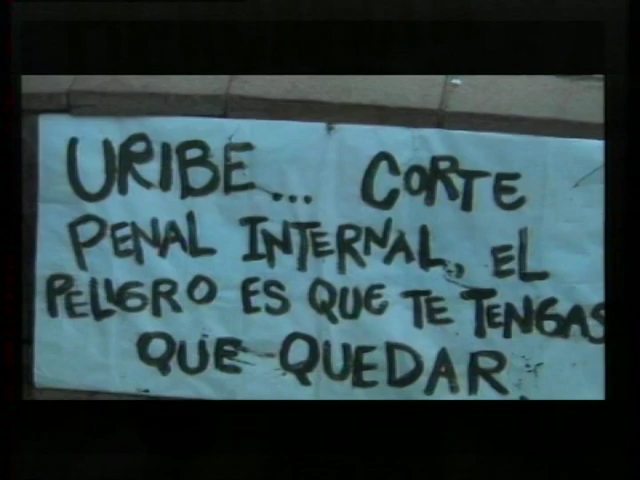 URIBE... CORTE
PENAL INTERNAL, EL
PELIGRO ES QUE TE TENGAS
QUE QUEDAR